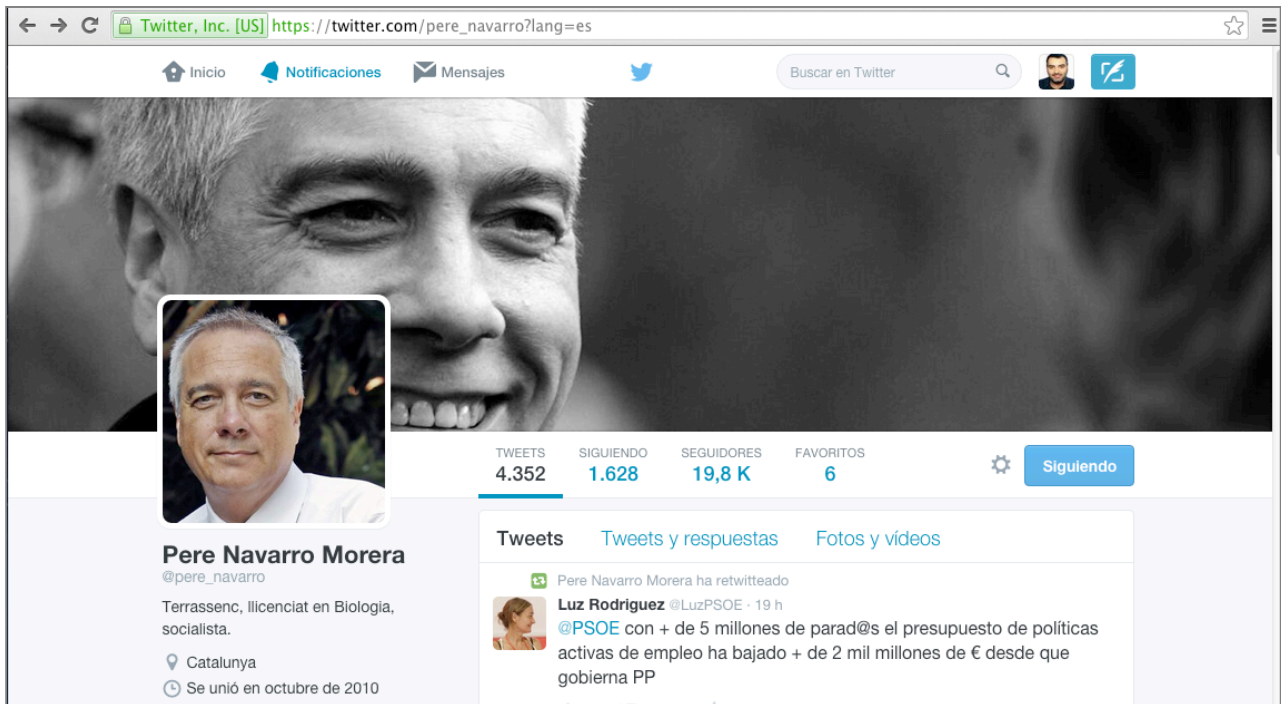 Twitter, Inc. [US] https://twitter.com/pere_navarro?lang=es
Inicio Notificaciones Mensajes Buscar en Twitter
TWEETS SIGUIENDO SEGUIDORES FAVORITOS
4.352 1.628 19,8 K 6
Siguiendo
Pere Navarro Morera
@pere_navarro
Terrassenc, llicenciat en Biologia,
socialista.
Catalunya
Se unió en octubre de 2010
Tweets Tweets y respuestas Fotos y vídeos
Pere Navarro Morera ha retwitteado
Luz Rodriguez @LuzPSOE · 19 h
@PSOE con + de 5 millones de parad@s el presupuesto de políticas
activas de empleo ha bajado + de 2 mil millones de € desde que
gobierna PP